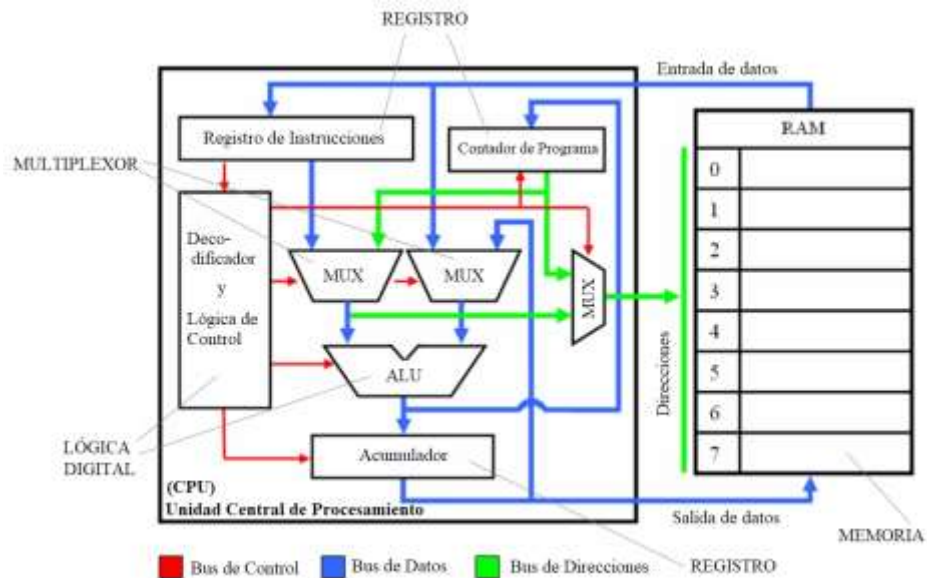 REGISTRO
Entrada de datos
RAM
Registro de Instrucciones
Contador de Programa
MULTIPLEXOR
0
1
2
3
4
5
6
7
Deco-
dificador
y
Lógica de
Control
MUX
MUX
MUX
ALU
Direcciones
LÓGICA
DIGITAL
Acumulador
(CPU)
Unidad Central de Procesamiento
Salida de datos
MEMORIA
Bus de Control
Bus de Datos
Bus de Direcciones
REGISTRO